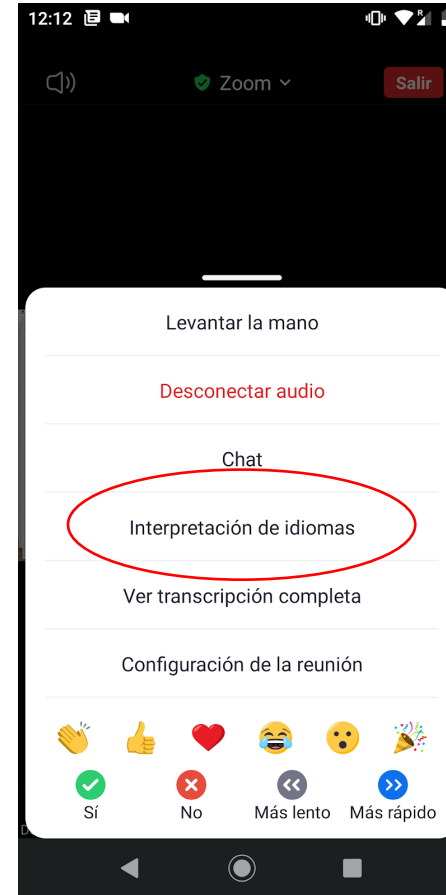 12:12
R
Zoom
Salir
Levantar la mano
Desconectar audio
Chat
Interpretación de idiomas
Ver transcripción completa
Configuración de la reunión
Sí No Más lento Más rápido